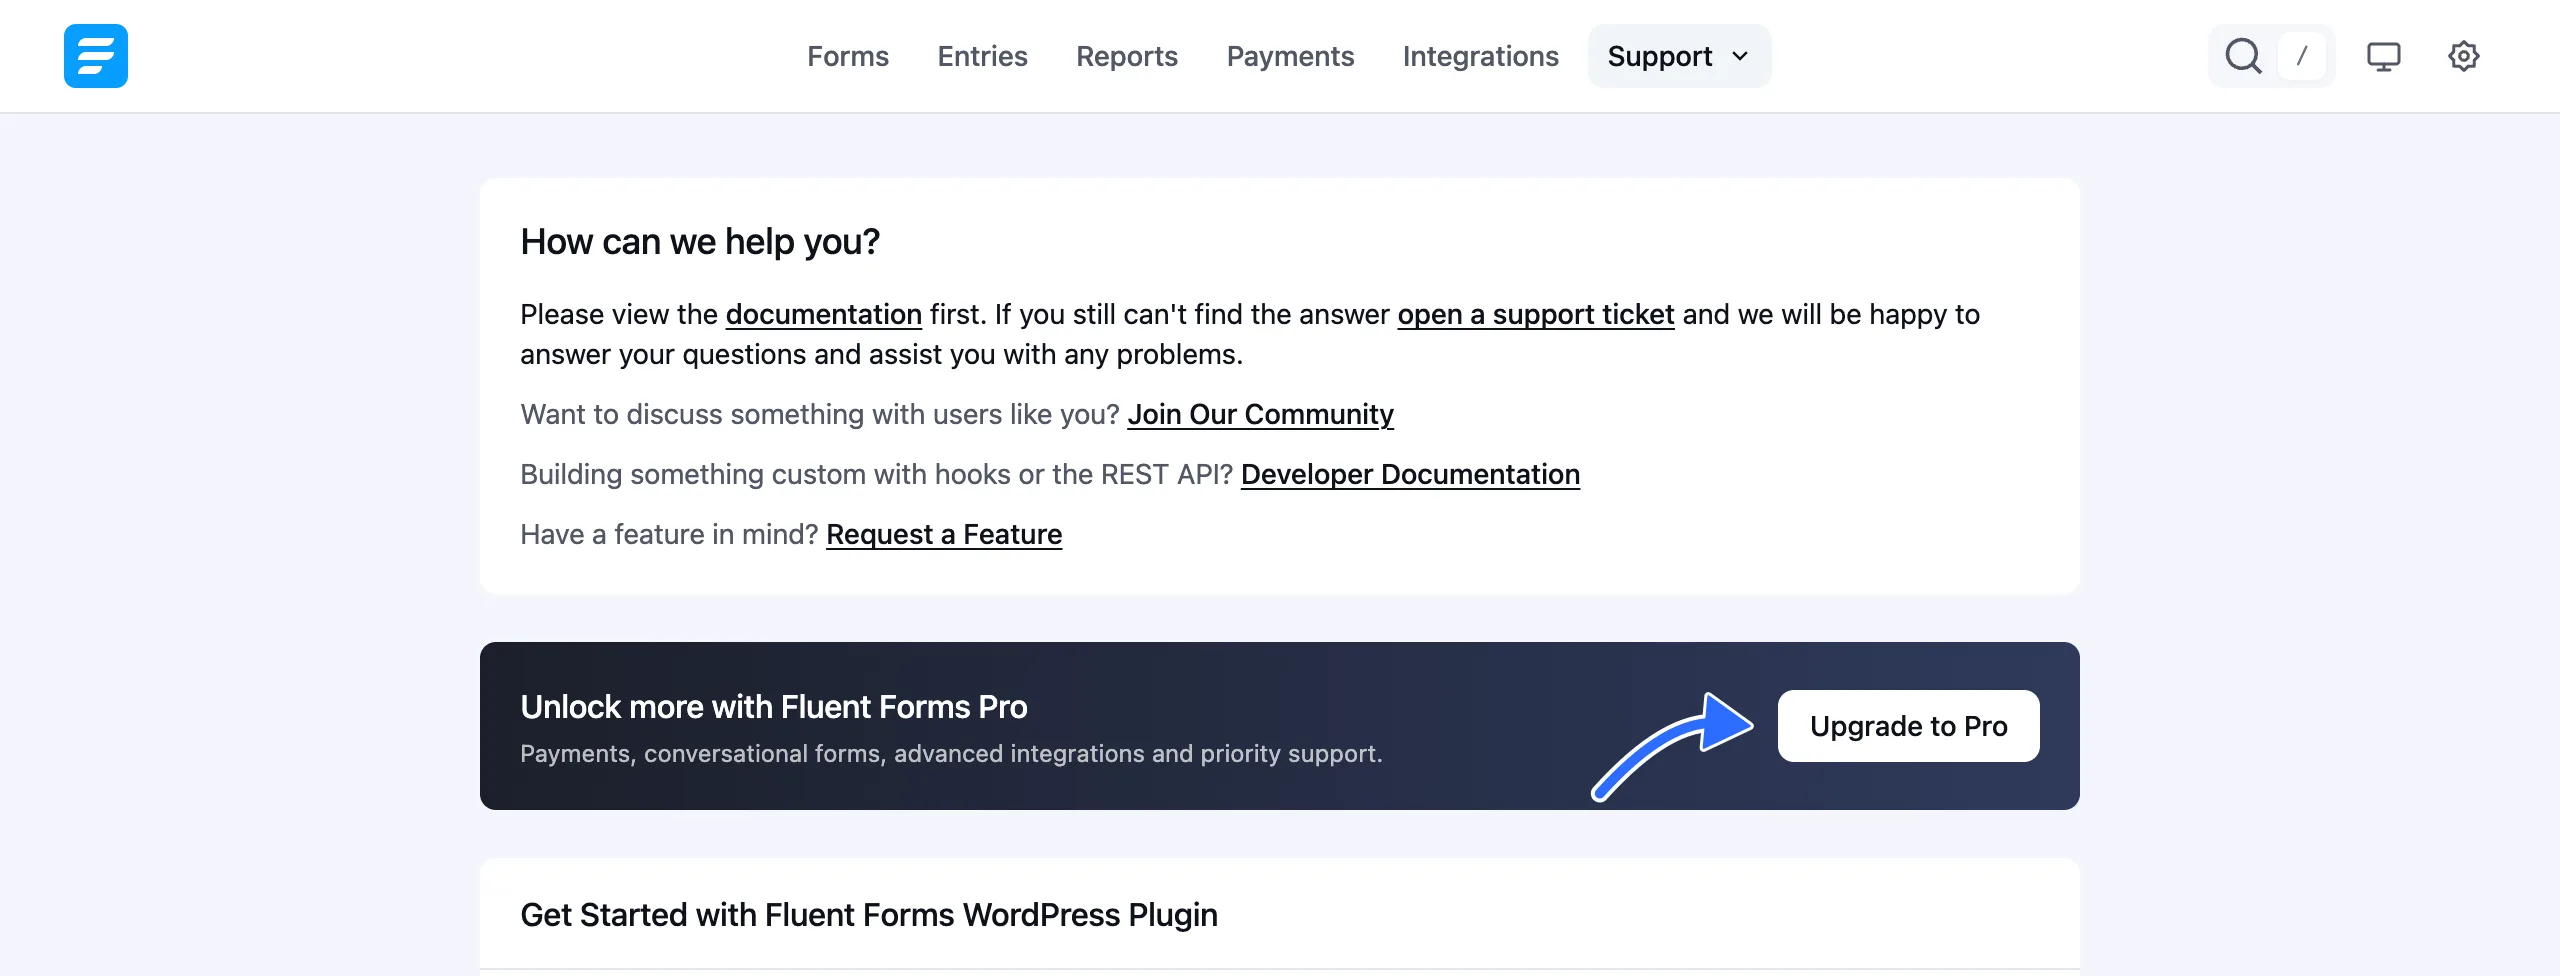 Forms Entries Reports Payments Integrations Support /
How can we help you?
Please view the documentation first. If you still can't find the answer open a support ticket and we will be happy to
answer your questions and assist you with any problems.
Want to discuss something with users like you? Join Our Community
Building something custom with hooks or the REST API? Developer Documentation
Have a feature in mind? Request a Feature
Unlock more with Fluent Forms Pro
Payments, conversational forms, advanced integrations and priority support.
Upgrade to Pro
Get Started with Fluent Forms WordPress Plugin